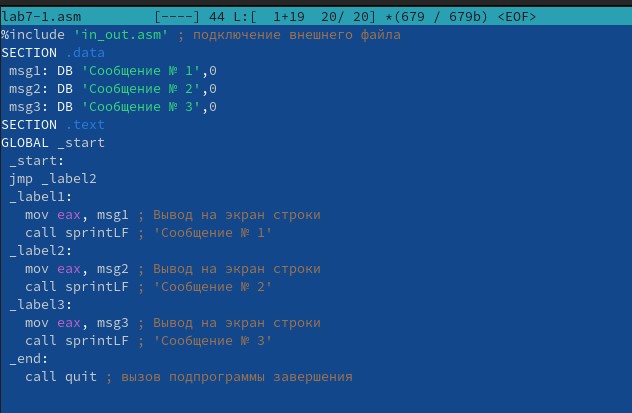 lab7-1.asm [----] 44 L:[ 1+19 20/ 20] *(679 / 679b) <EOF>
%include 'in_out.asm' ; подключение внешнего файла
SECTION .data
msg1: DB 'Сообщение № 1',0
msg2: DB 'Сообщение № 2',0
msg3: DB 'Сообщение № 3',0
SECTION .text
GLOBAL _start
_start:
jmp _label2
_label1:
mov eax, msg1 ; Вывод на экран строки
call sprintLF ; 'Сообщение № 1'
_label2:
mov eax, msg2 ; Вывод на экран строки
call sprintLF ; 'Сообщение № 2'
_label3:
mov eax, msg3 ; Вывод на экран строки
call sprintLF ; 'Сообщение № 3'
_end:
call quit ; вызов подпрограммы завершения